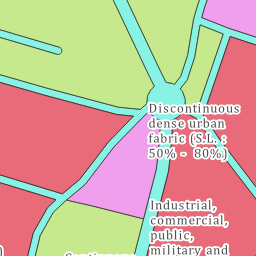 Discontinuous
dense urban
fabric (S.L. :
50% - 80%)
Industrial,
commercial,
public,
military and
)